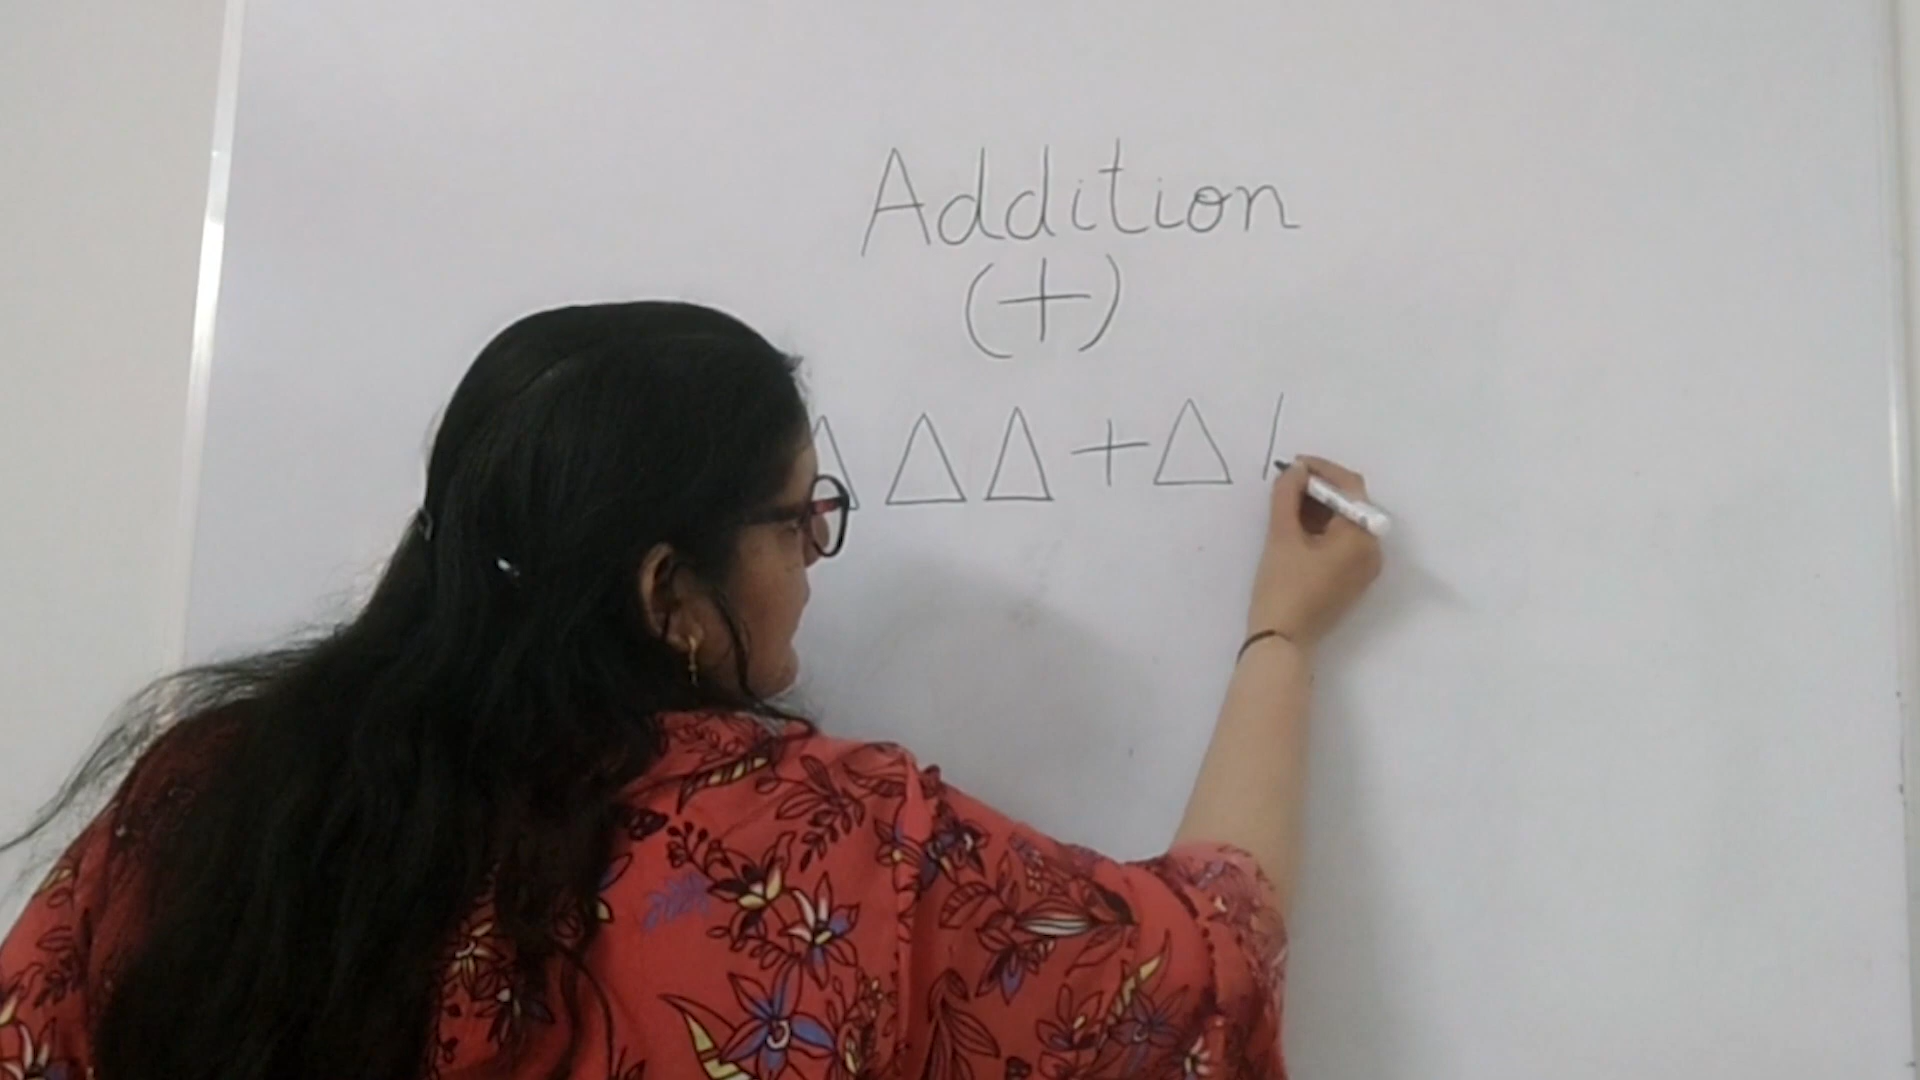 Addition
(+)
△ △ △ + △